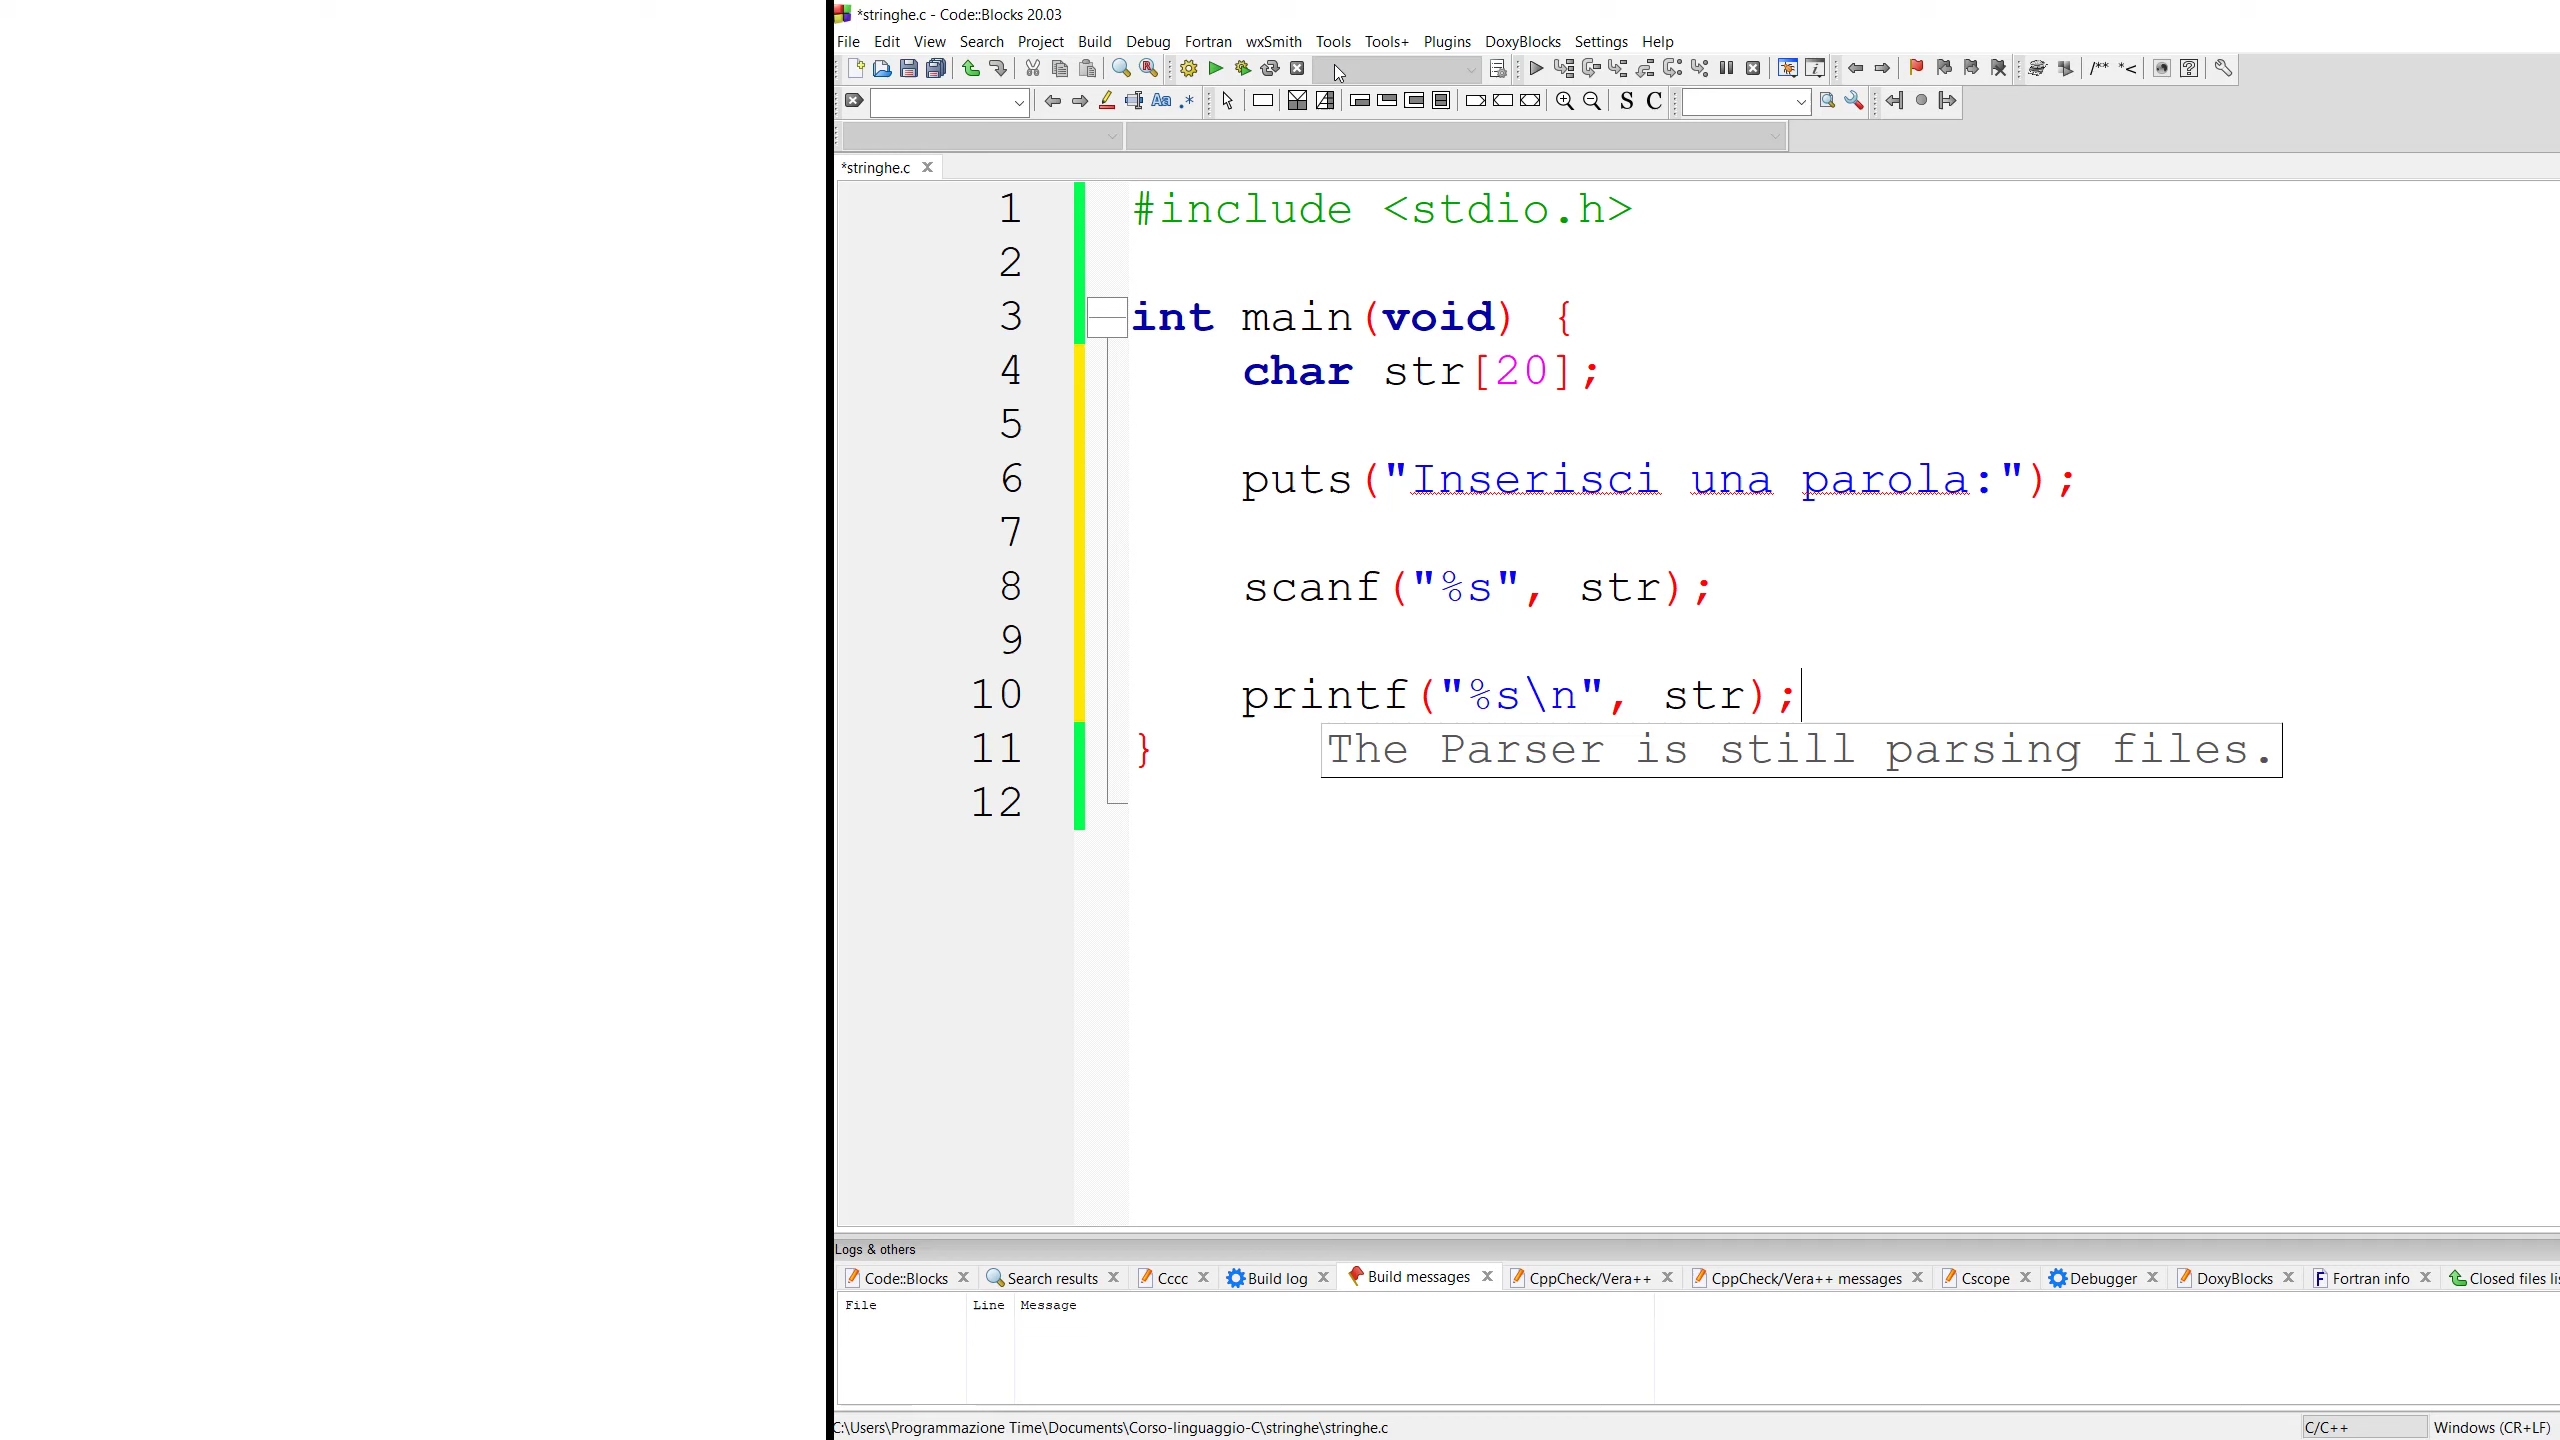 *stringhe.c - Code::Blocks 20.03
File Edit View Search Project Build Debug Fortran wxSmith Tools Tools+ Plugins DoxyBlocks Settings Help
/** *<
Aa .* S C
*stringhe.c
1 #include <stdio.h>
2
3 int main(void) {
4 char str[20];
5
6 puts("Inserisci una parola:");
7
8 scanf("%s", str);
9
10 printf("%s\n", str);
11 } The Parser is still parsing files.
12
Logs & others
Code::Blocks Search results Cccc Build log Build messages CppCheck/Vera++ CppCheck/Vera++ messages Cscope Debugger DoxyBlocks Fortran info Closed files lis
File Line Message
C:\Users\Programmazione Time\Documents\Corso-linguaggio-C\stringhe\stringhe.c C/C++ Windows (CR+LF)